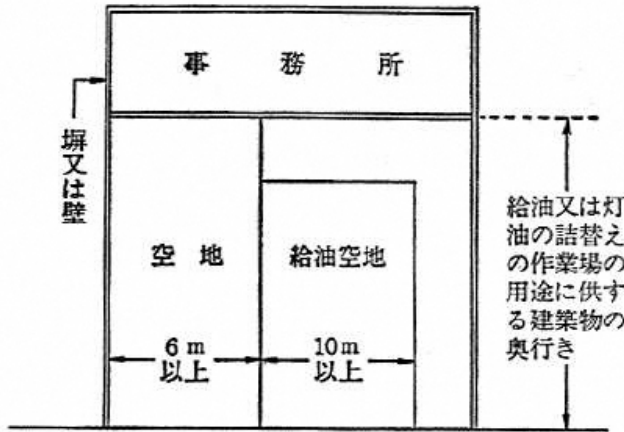 事務所
塀又は壁
空地
給油空地
6m
以上
10m
以上
給油又は灯
油の詰替え
の作業場の
用途に供す
る建築物の
奥行き